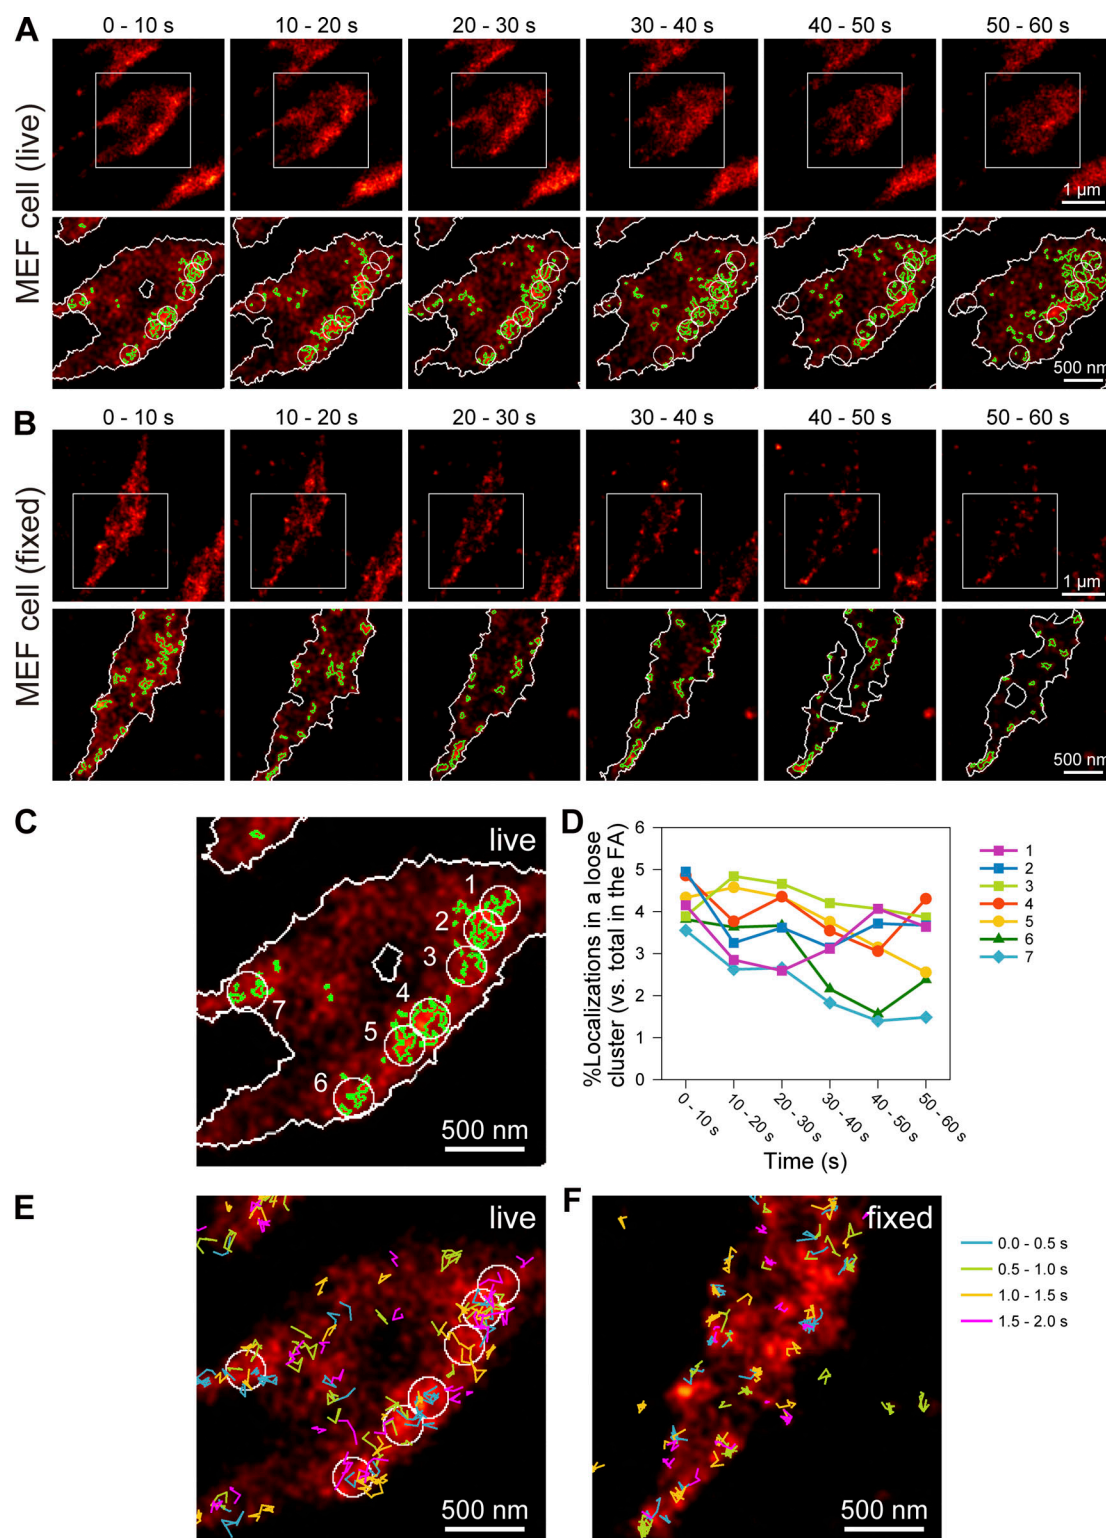 A
0 - 10 s 10 - 20 s 20 - 30 s 30 - 40 s 40 - 50 s 50 - 60 s
MEF cell (live)
1 μm
500 nm
B
0 - 10 s 10 - 20 s 20 - 30 s 30 - 40 s 40 - 50 s 50 - 60 s
MEF cell (fixed)
1 μm
500 nm
C
live
1
2
3
4
5
6
7
500 nm
D
%Localizations in a loose
cluster (vs. total in the FA)
6
5
4
3
2
1
0
0 - 10 s
10 - 20 s
20 - 30 s
30 - 40 s
40 - 50 s
50 - 60 s
Time (s)
1
2
3
4
5
6
7
E
live
500 nm
F
fixed
500 nm
0.0 - 0.5 s
0.5 - 1.0 s
1.0 - 1.5 s
1.5 - 2.0 s